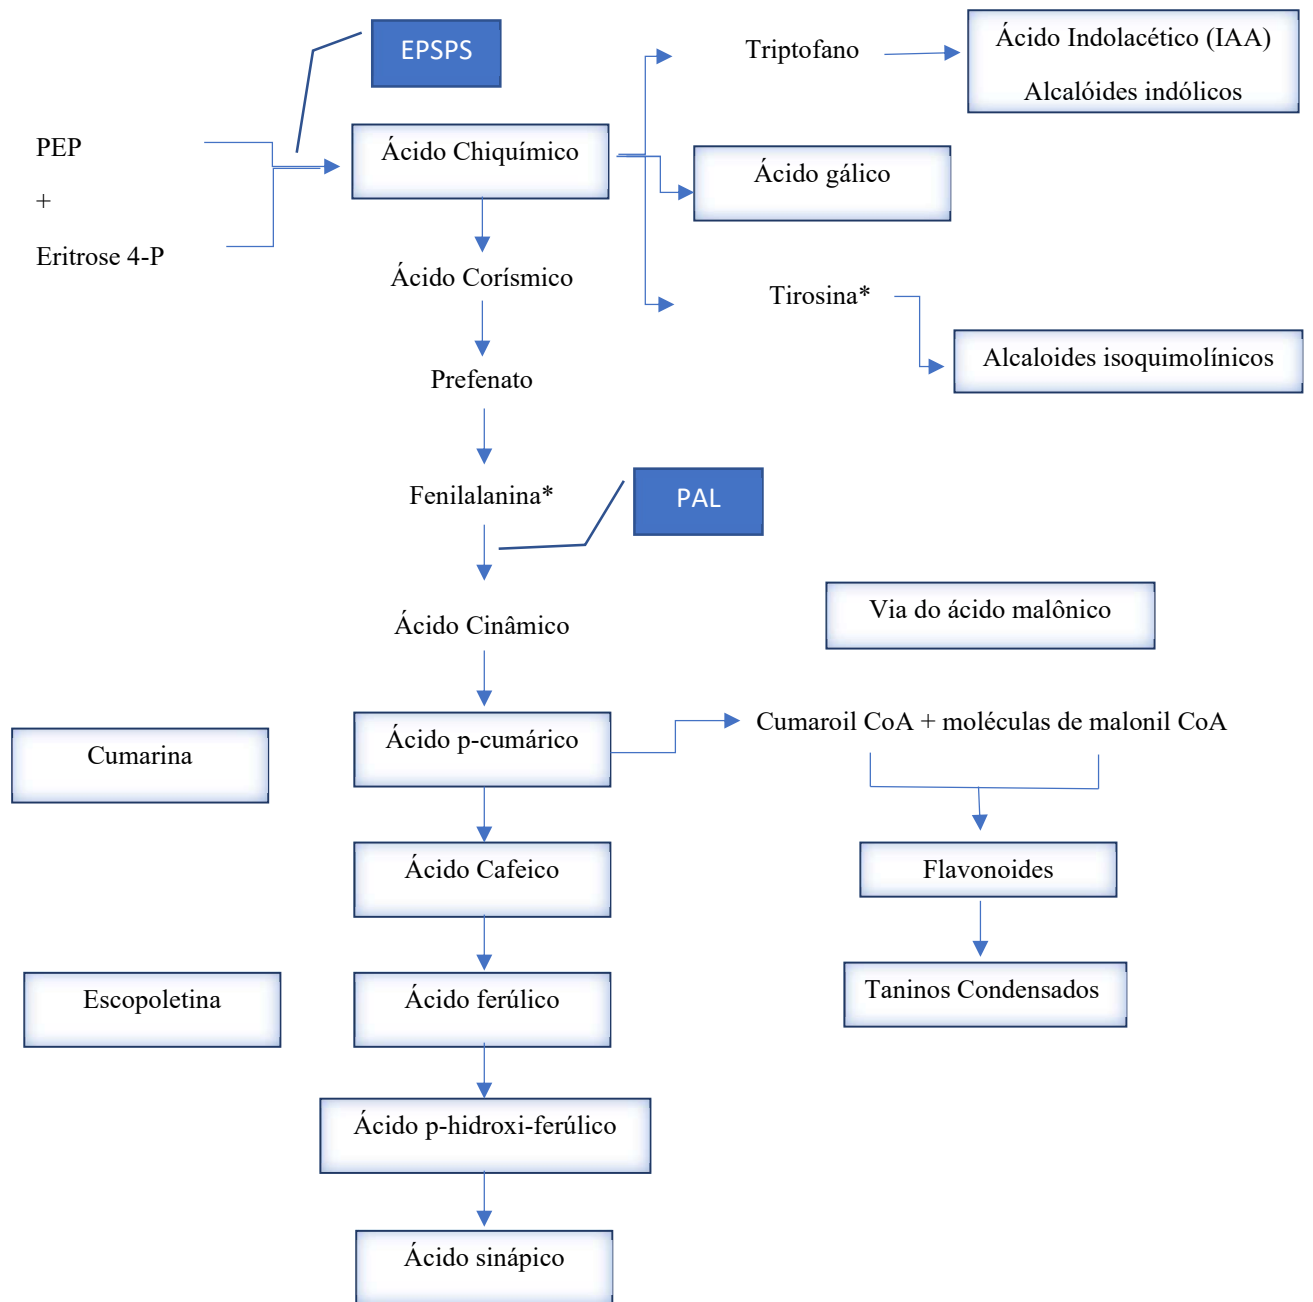 EPSPS
Triptofano
Ácido Indolacético (IAA)
Alcalóides indólicos
PEP
+
Eritrose 4-P
Ácido Chiquímico
Ácido gálico
Ácido Corísmico
Tirosina*
Alcaloides isoquimolínicos
Prefenato
Fenilalanina*
PAL
Ácido Cinâmico
Via do ácido malônico
Cumarina
Ácido p-cumárico
Cumaroil CoA + moléculas de malonil CoA
Ácido Cafeico
Flavonoides
Escopoletina
Ácido ferúlico
Taninos Condensados
Ácido p-hidroxi-ferúlico
Ácido sinápico